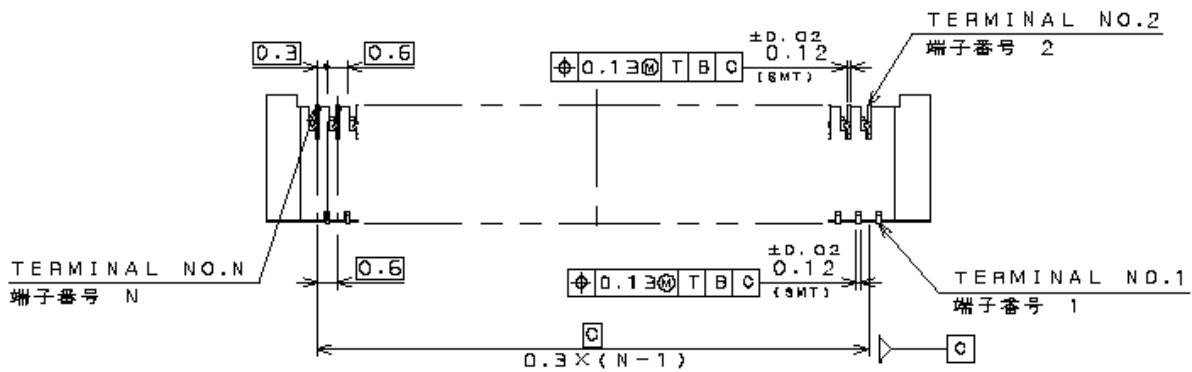 TERMINAL NO.2
端子番号 2
0.3
0.6
±0.02
0.12
(SMT)
⌖ 0.13Ⓜ T B C
TERMINAL NO.N
端子番号 N
0.6
±0.02
0.12
(SMT)
⌖ 0.13Ⓜ T B C
TERMINAL NO.1
端子番号 1
C
0.3×(N-1)
C